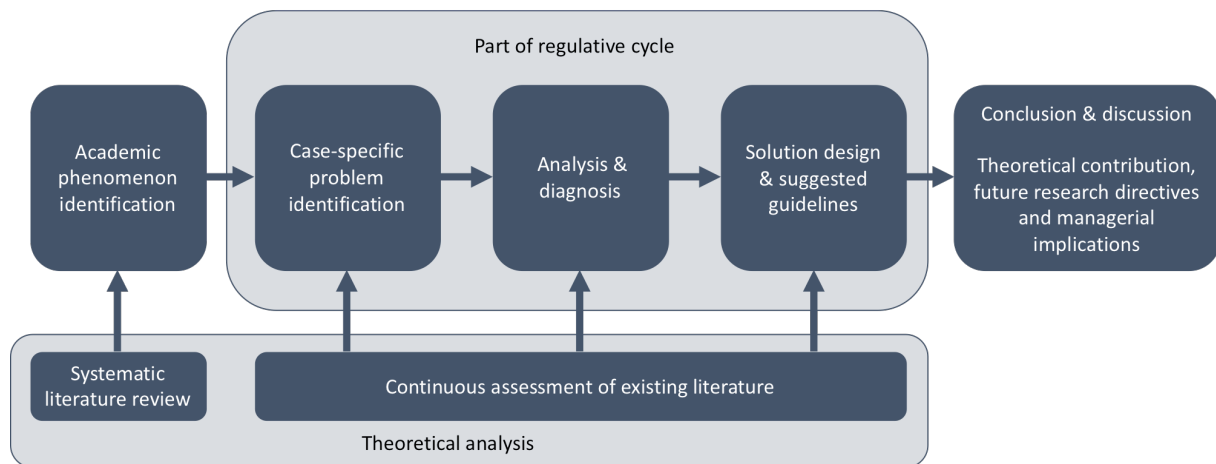 Part of regulative cycle
Academic
phenomenon
identification
Case-specific
problem
identification
Analysis &
diagnosis
Solution design
& suggested
guidelines
Conclusion & discussion
Theoretical contribution,
future research directives
and managerial
implications
Systematic
literature review
Continuous assessment of existing literature
Theoretical analysis